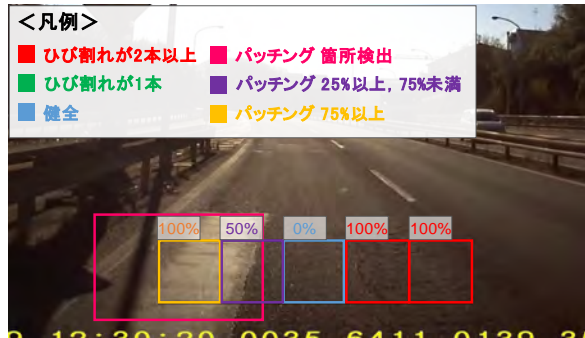 ＜凡例＞
ひび割れが2本以上
パッチング 箇所検出
ひび割れが1本
パッチング 25%以上，75%未満
健全
パッチング 75%以上
100%
50%
0%
100%
100%